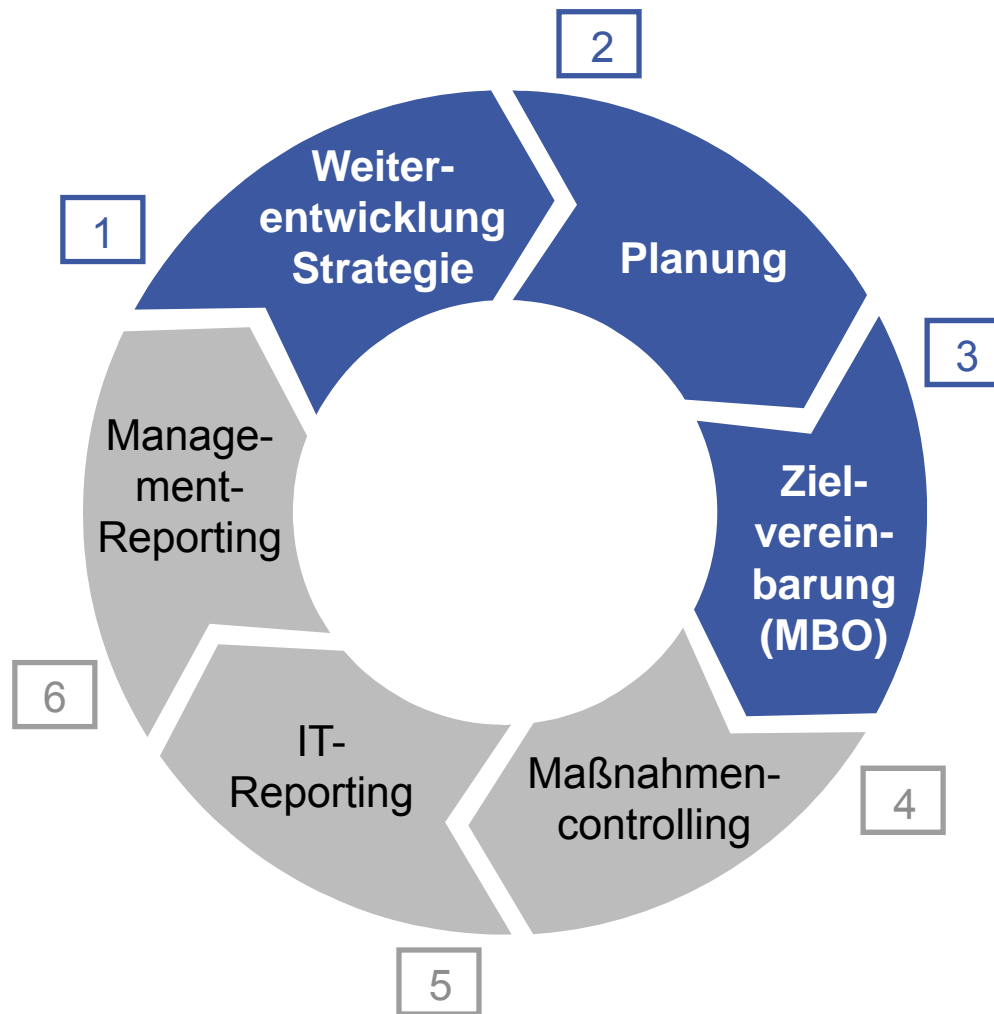 1
Weiter-
entwicklung
Strategie
2
Planung
3
Ziel-
verein-
barung
(MBO)
4
Maßnahmen-
controlling
5
IT-
Reporting
6
Manage-
ment-
Reporting